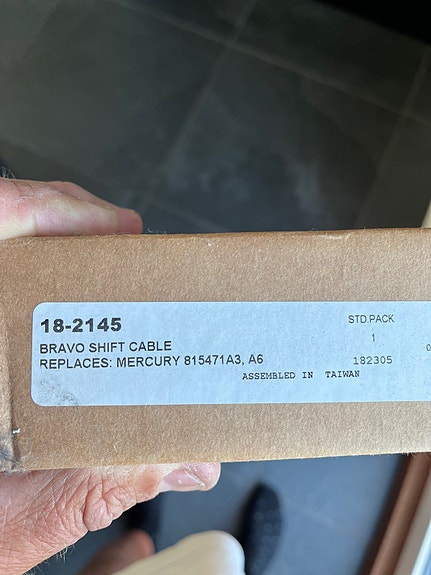 18-2145
STD.PACK
BRAVO SHIFT CABLE
1
REPLACES: MERCURY 815471A3, A6
182305
ASSEMBLED IN TAIWAN